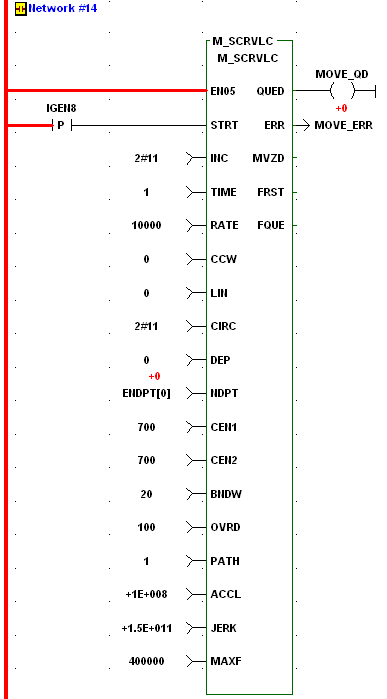 Network #14
M_SCRVLC
M_SCRVLC
MOVE_QD
EN05 QUED
IGEN8 +0
P STRT ERR MOVE_ERR
2#11 INC MVZD
1 TIME FRST
10000 RATE FQUE
0 CCW
0 LIN
2#11 CIRC
0 DEP
+0
ENDPT[0] NDPT
700 CEN1
700 CEN2
20 BNDW
100 OVRD
1 PATH
+1E+008 ACCL
+1.5E+011 JERK
400000 MAXF